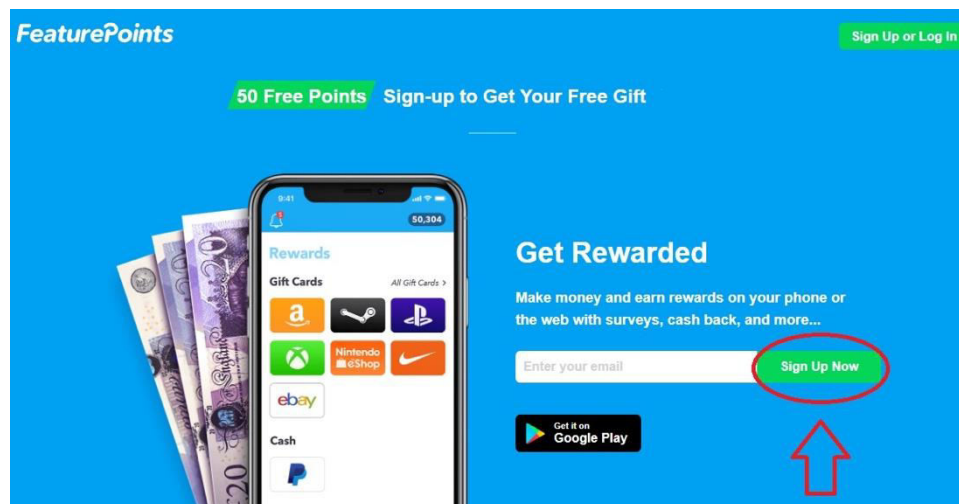 FeaturePoints
Sign Up or Log In
50 Free Points Sign-up to Get Your Free Gift
9:41
50,304
Rewards
Gift Cards All Gift Cards >
a
Nintendo
eShop
ebay
Cash
P
£20
Get Rewarded
Make money and earn rewards on your phone or
the web with surveys, cash back, and more...
Enter your email Sign Up Now
Get it on
Google Play